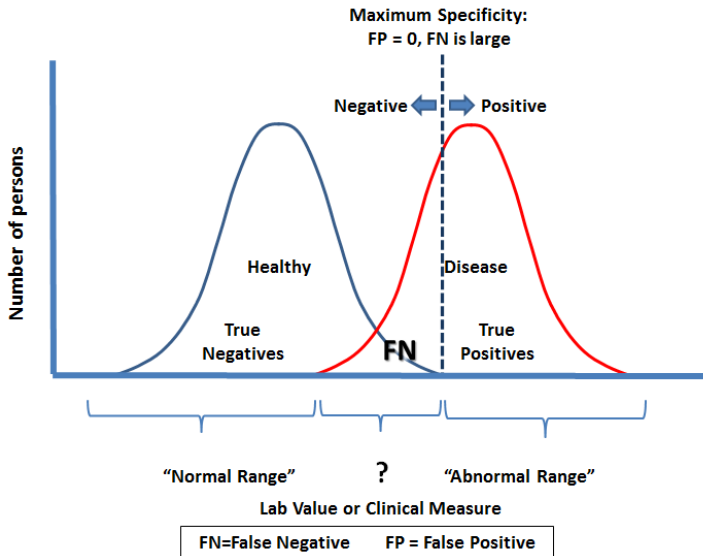 Maximum Specificity:
FP = 0, FN is large
Negative
Positive
Number of persons
Healthy
Disease
True
Negatives
FN
True
Positives
“Normal Range”
?
“Abnormal Range”
Lab Value or Clinical Measure
FN=False Negative FP = False Positive